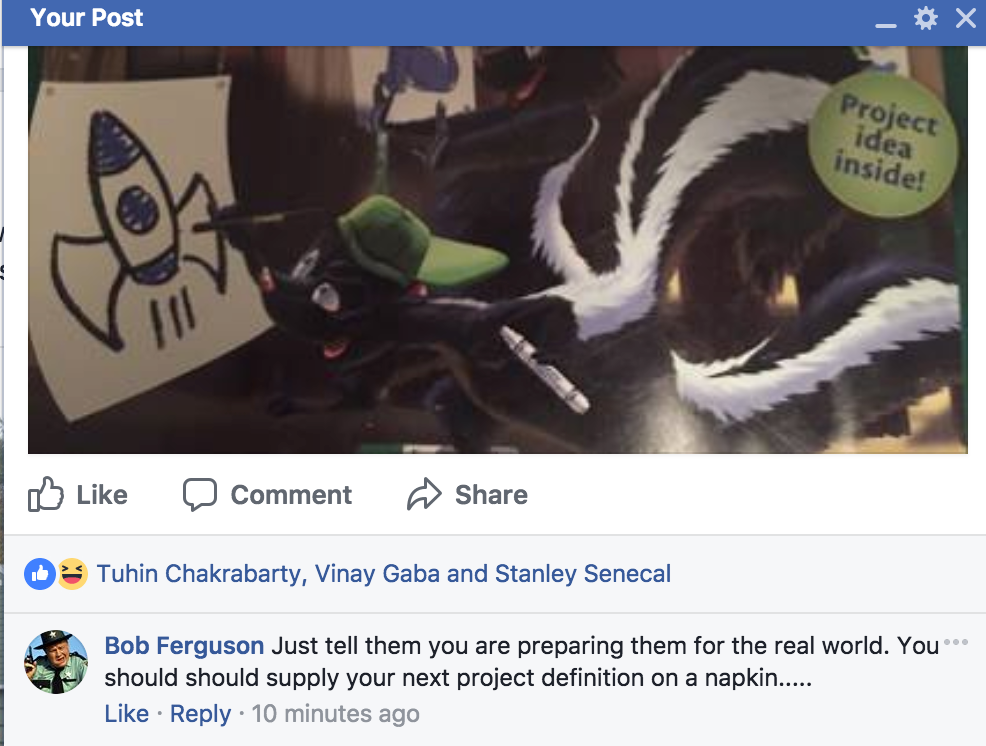 Your Post
Project
idea
inside!
Like
Comment
Share
Tuhin Chakrabarty, Vinay Gaba and Stanley Senecal
Bob Ferguson Just tell them you are preparing them for the real world. You
should should supply your next project definition on a napkin.....
Like · Reply · 10 minutes ago